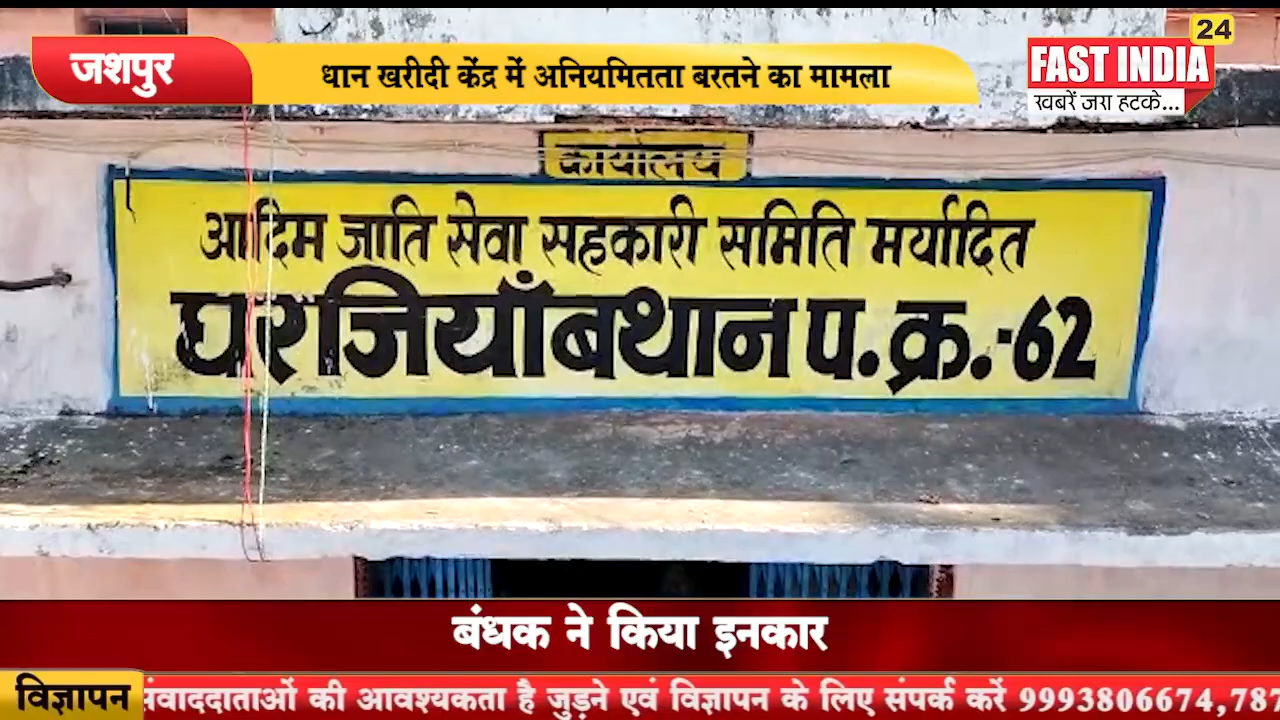 24
जशपुर
धान खरीदी केंद्र में अनियमितता बरतने का मामला
FAST INDIA
खबरें जरा हटके...
कार्यालय
आदिम जाति सेवा सहकारी समिति मर्यादित
घरजियाँबथान प. क्र.-62
बंधक ने किया इनकार
विज्ञापन
संवाददाताओं की आवश्यकता है जुड़ने एवं विज्ञापन के लिए संपर्क करें 9993806674,787